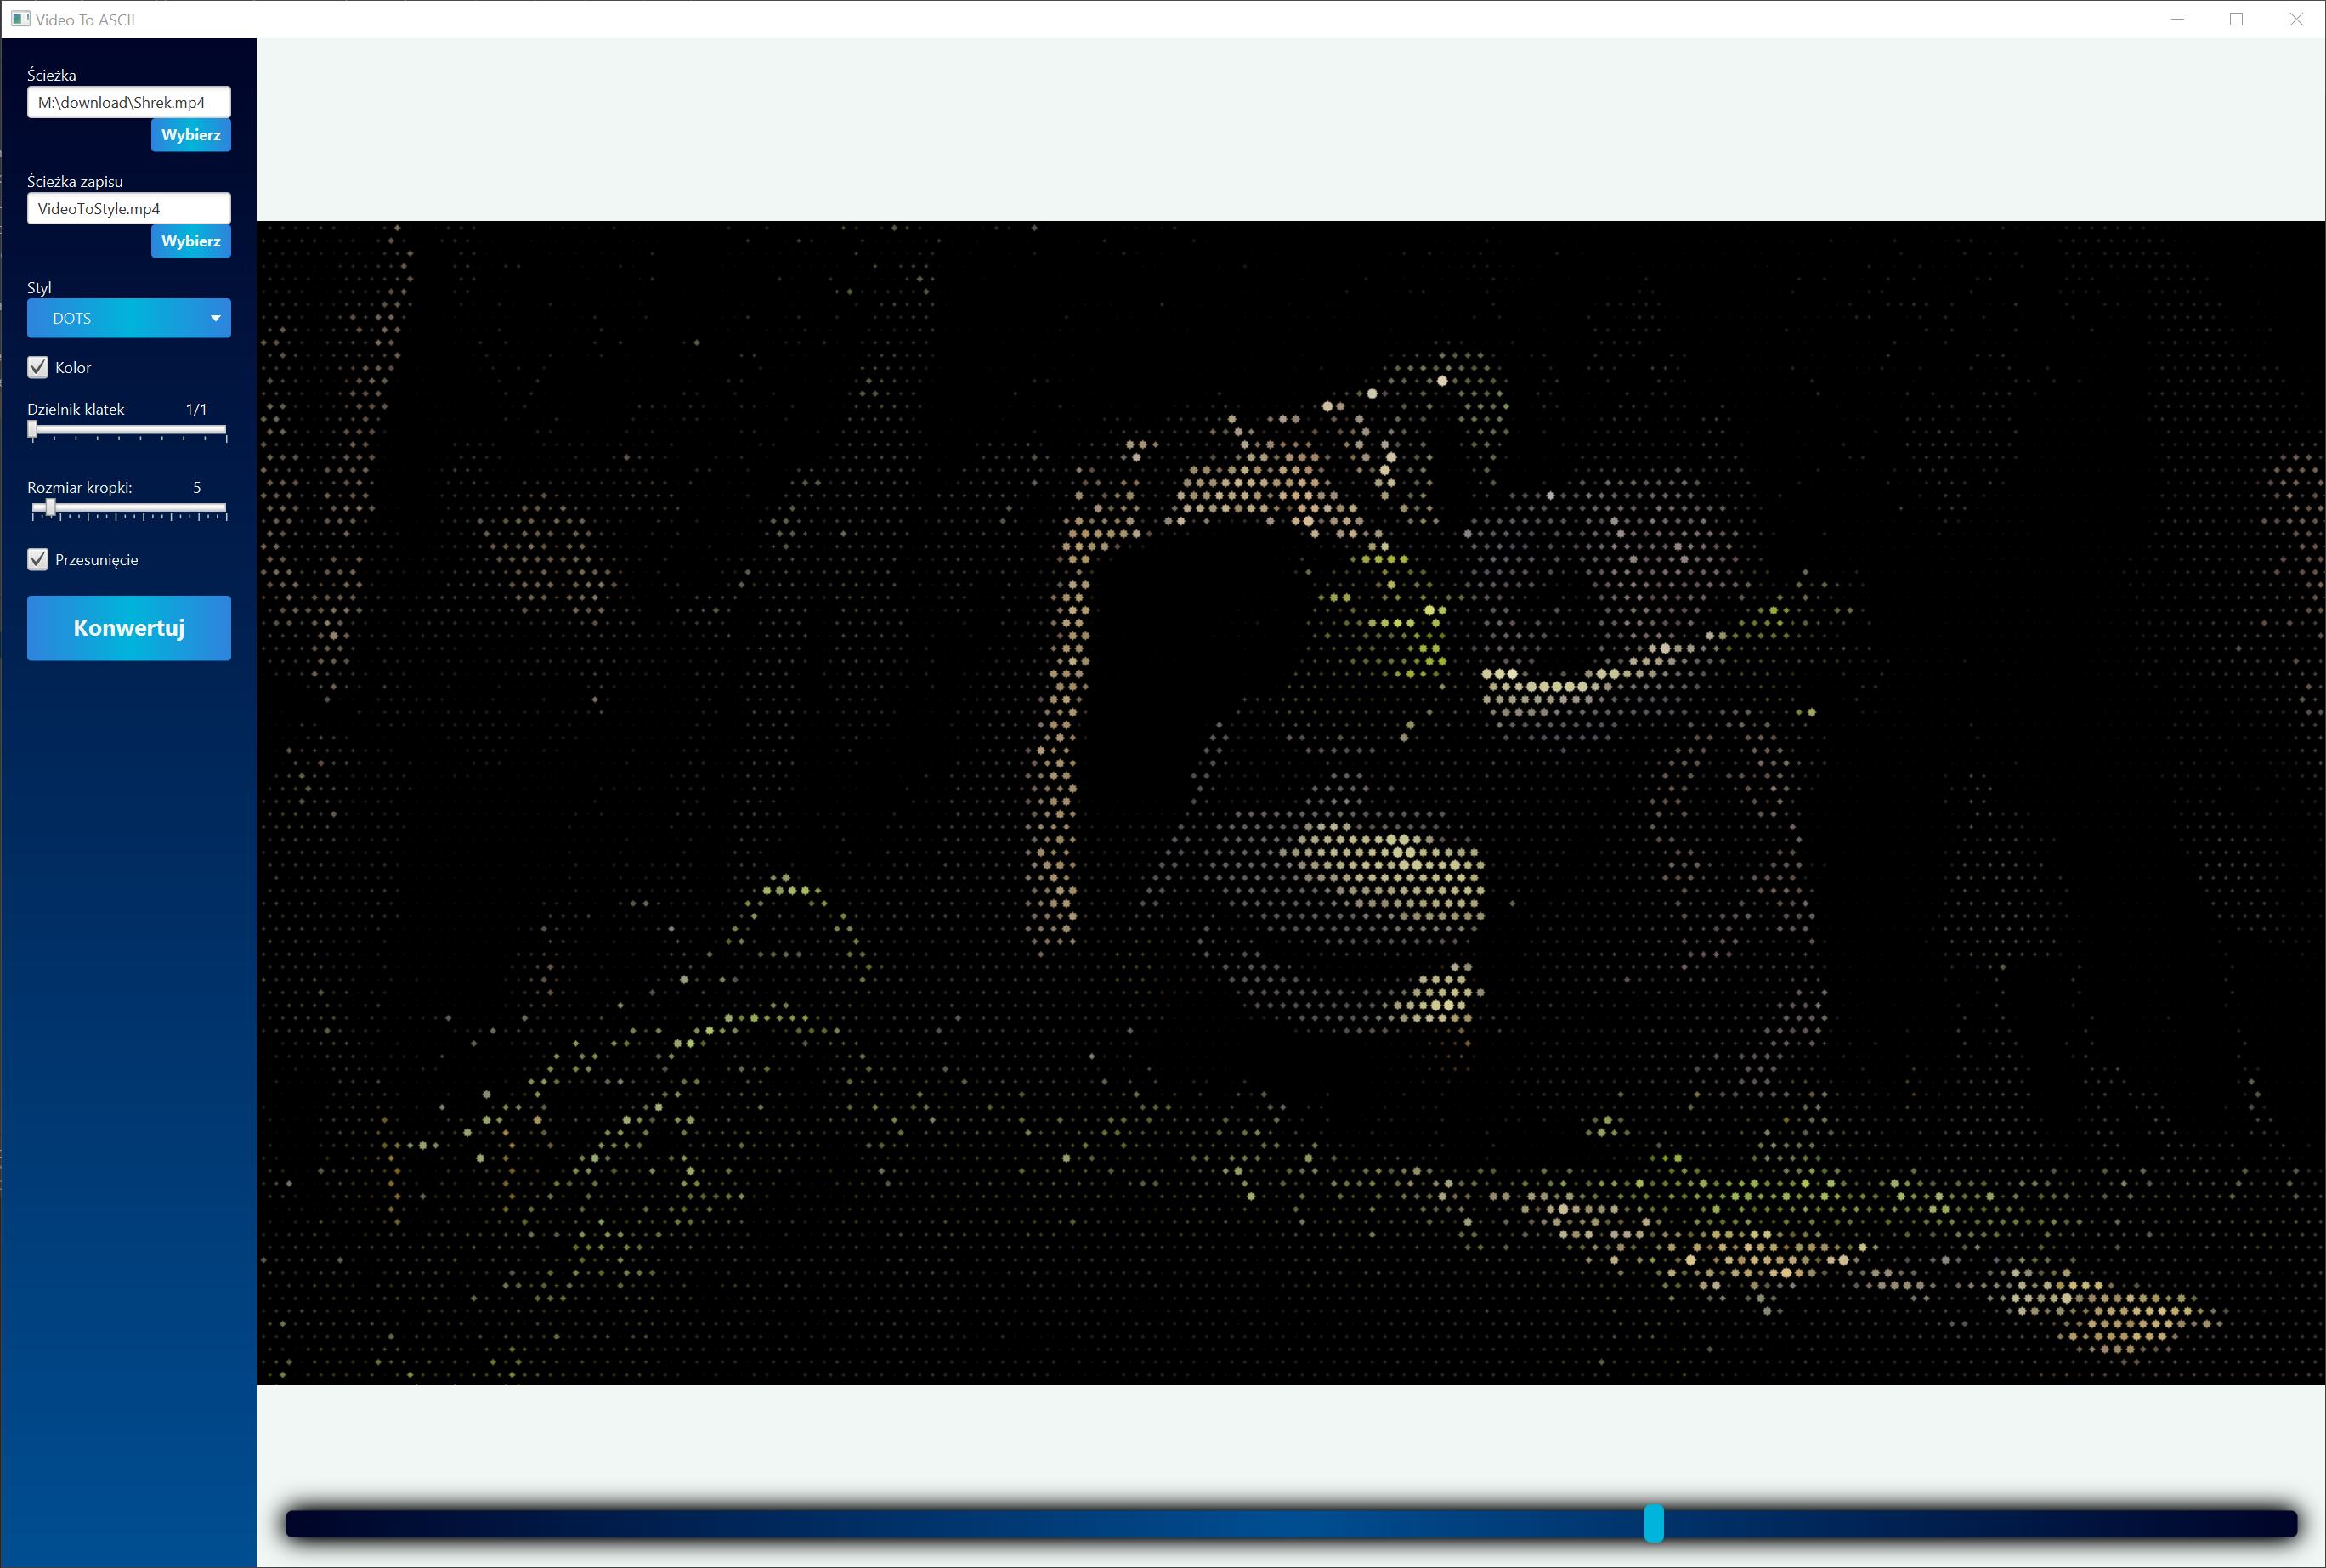 Video To ASCII
Ścieżka
M:\download\Shrek.mp4
Wybierz
Ścieżka zapisu
VideoToStyle.mp4
Wybierz
Styl
DOTS
Kolor
Dzielnik klatek 1/1
Rozmiar kropki: 5
Przesunięcie
Konwertuj